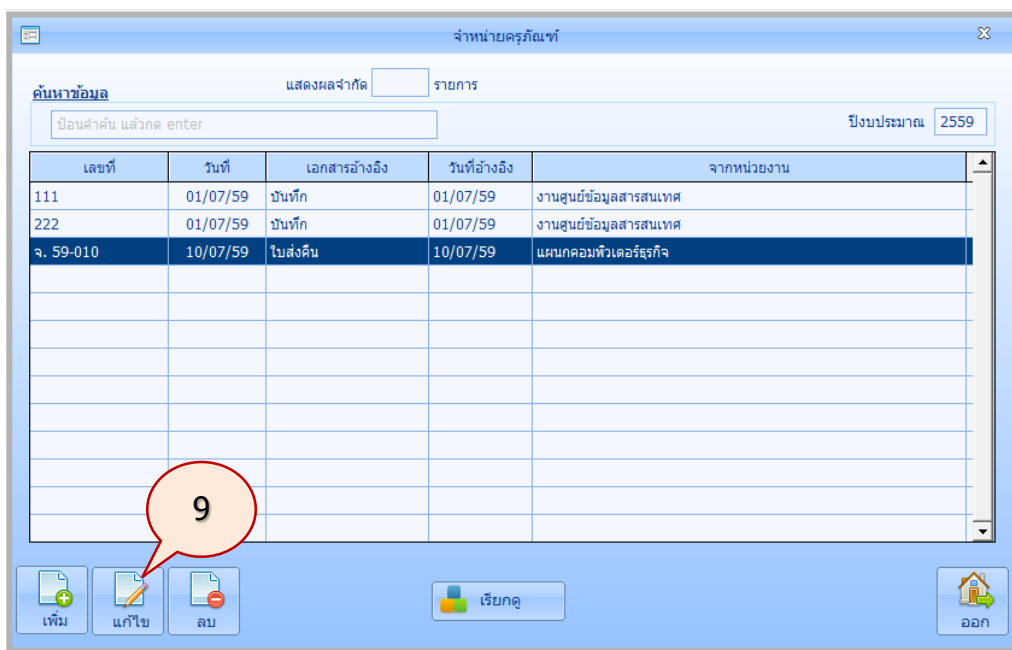 จำหน่ายครุภัณฑ์
แสดงผลจำกัด รายการ
ค้นหาข้อมูล
ป้อนคำค้น แล้วกด enter
ปีงบประมาณ 2559
เลขที่ วันที่ เอกสารอ้างอิง วันที่อ้างอิง จากหน่วยงาน
111 01/07/59 บันทึก 01/07/59 งานศูนย์ข้อมูลสารสนเทศ
222 01/07/59 บันทึก 01/07/59 งานศูนย์ข้อมูลสารสนเทศ
จ. 59-010 10/07/59 ใบส่งคืน 10/07/59 แผนกคอมพิวเตอร์ธุรกิจ
9
เพิ่ม แก้ไข ลบ เรียกดู ออก